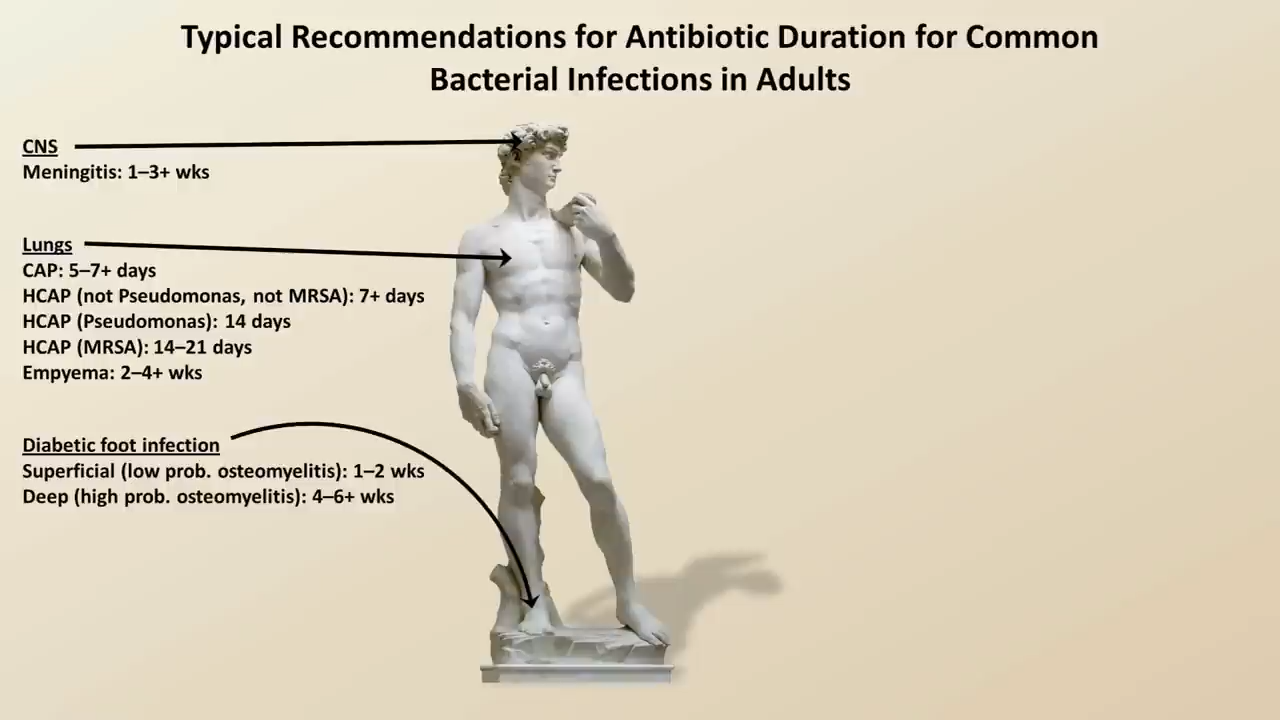 Typical Recommendations for Antibiotic Duration for Common
Bacterial Infections in Adults
CNS
Meningitis: 1–3+ wks
Lungs
CAP: 5–7+ days
HCAP (not Pseudomonas, not MRSA): 7+ days
HCAP (Pseudomonas): 14 days
HCAP (MRSA): 14–21 days
Empyema: 2–4+ wks
Diabetic foot infection
Superficial (low prob. osteomyelitis): 1–2 wks
Deep (high prob. osteomyelitis): 4–6+ wks